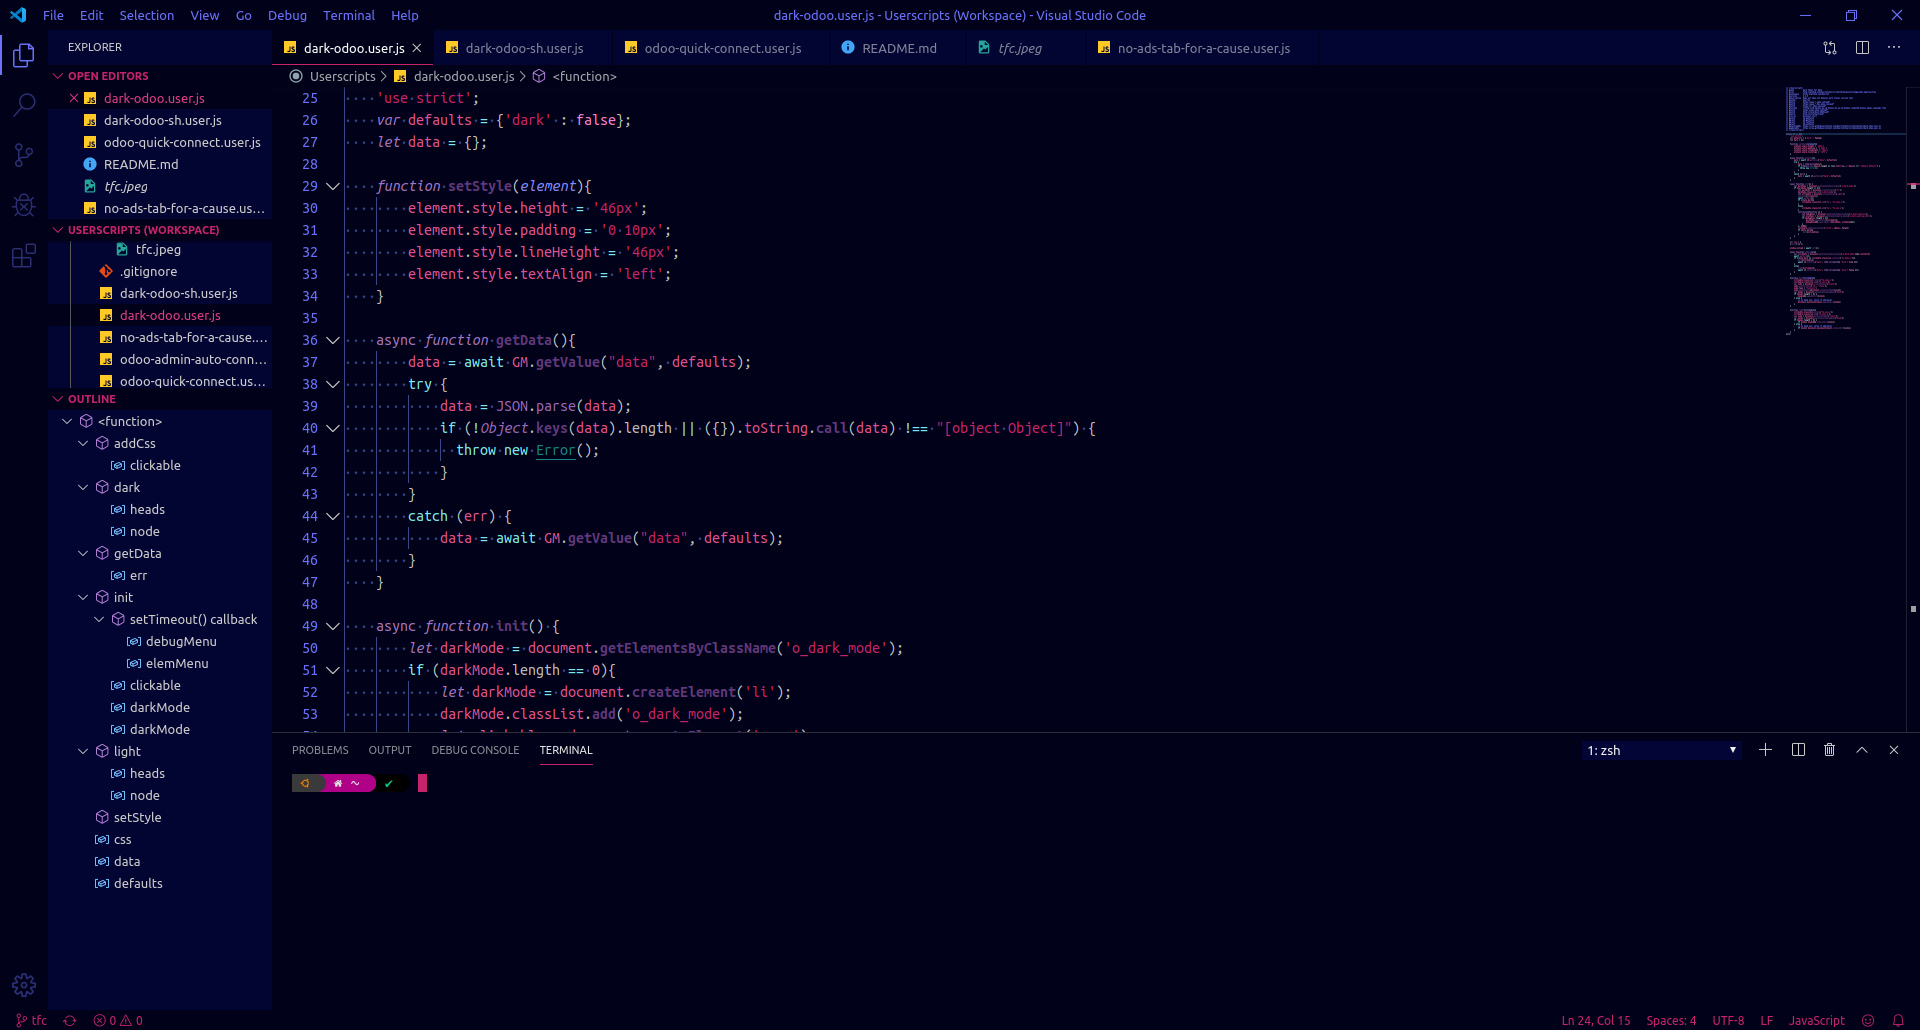 File Edit Selection View Go Debug Terminal Help
dark-odoo.user.js - Userscripts (Workspace) - Visual Studio Code
EXPLORER
OPEN EDITORS
dark-odoo.user.js
dark-odoo-sh.user.js
odoo-quick-connect.user.js
README.md
tfc.jpeg
no-ads-tab-for-a-cause.us...
USERSCRIPTS (WORKSPACE)
tfc.jpeg
.gitignore
dark-odoo-sh.user.js
dark-odoo.user.js
no-ads-tab-for-a-cause....
odoo-admin-auto-conn...
odoo-quick-connect.us...
OUTLINE
<function>
addCss
clickable
dark
heads
node
getData
err
init
setTimeout() callback
debugMenu
elemMenu
clickable
darkMode
darkMode
light
heads
node
setStyle
css
data
defaults
dark-odoo.user.js dark-odoo-sh.user.js odoo-quick-connect.user.js README.md tfc.jpeg no-ads-tab-for-a-cause.user.js
Userscripts > dark-odoo.user.js > <function>
25 'use strict';
26 var defaults = {'dark' : false};
27 let data = {};
28
29 function setStyle(element){
30 element.style.height = '46px';
31 element.style.padding = '0 10px';
32 element.style.lineHeight = '46px';
33 element.style.textAlign = 'left';
34 }
35
36 async function getData(){
37 data = await GM.getValue("data", defaults);
38 try {
39 data = JSON.parse(data);
40 if (!Object.keys(data).length || ({}).toString.call(data) !== "[object Object]") {
41 throw new Error();
42 }
43 }
44 catch (err) {
45 data = await GM.getValue("data", defaults);
46 }
47 }
48
49 async function init() {
50 let darkMode = document.getElementsByClassName('o_dark_mode');
51 if (darkMode.length == 0){
52 let darkMode = document.createElement('li');
53 darkMode.classList.add('o_dark_mode');
PROBLEMS OUTPUT DEBUG CONSOLE TERMINAL
1: zsh
~ ✔
tfc 0 0
Ln 24, Col 15 Spaces: 4 UTF-8 LF JavaScript